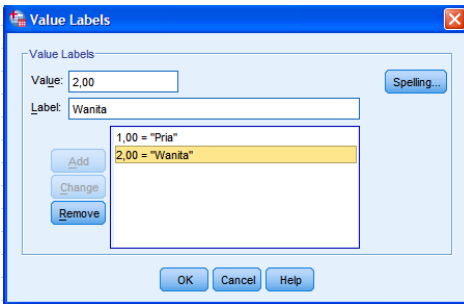 Value Labels
Value Labels
Value: 2,00
Spelling...
Label: Wanita
1,00 = "Pria"
Add
2,00 = "Wanita"
Change
Remove
OK Cancel Help